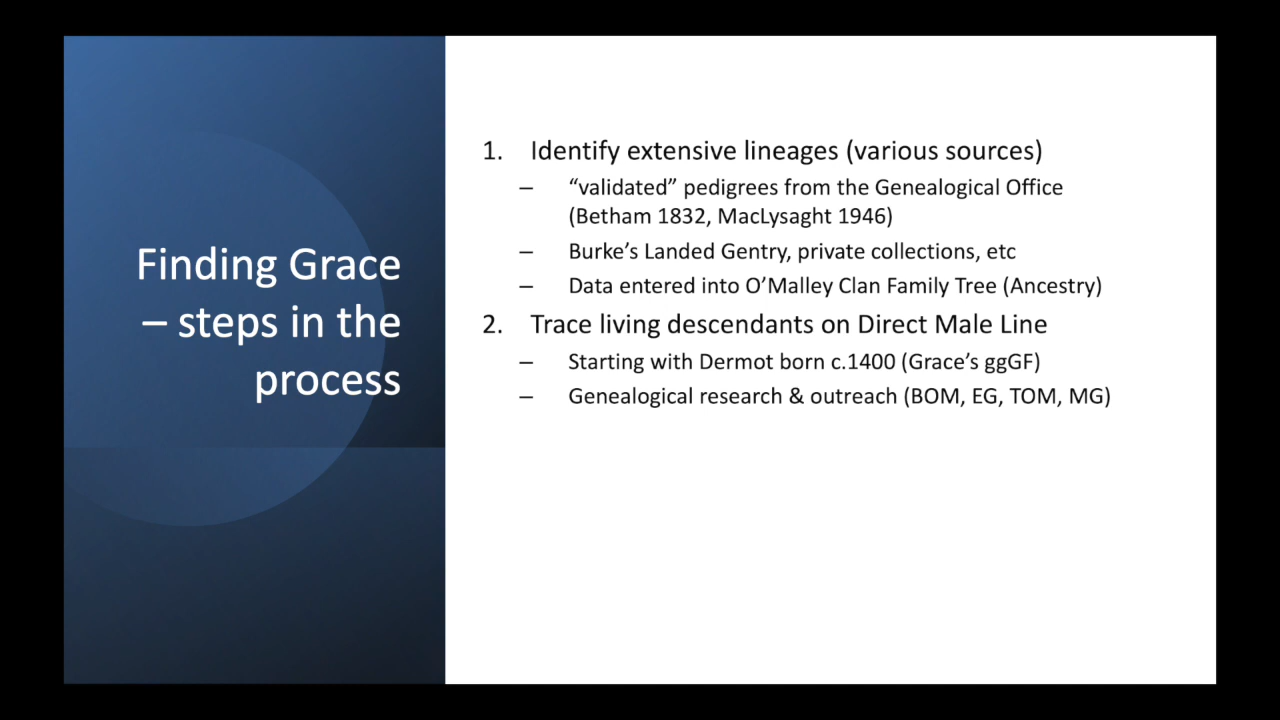 Finding Grace
– steps in the
process
1. Identify extensive lineages (various sources)
– “validated” pedigrees from the Genealogical Office
(Betham 1832, MacLysaght 1946)
– Burke’s Landed Gentry, private collections, etc
– Data entered into O’Malley Clan Family Tree (Ancestry)
2. Trace living descendants on Direct Male Line
– Starting with Dermot born c.1400 (Grace’s ggGF)
– Genealogical research & outreach (BOM, EG, TOM, MG)